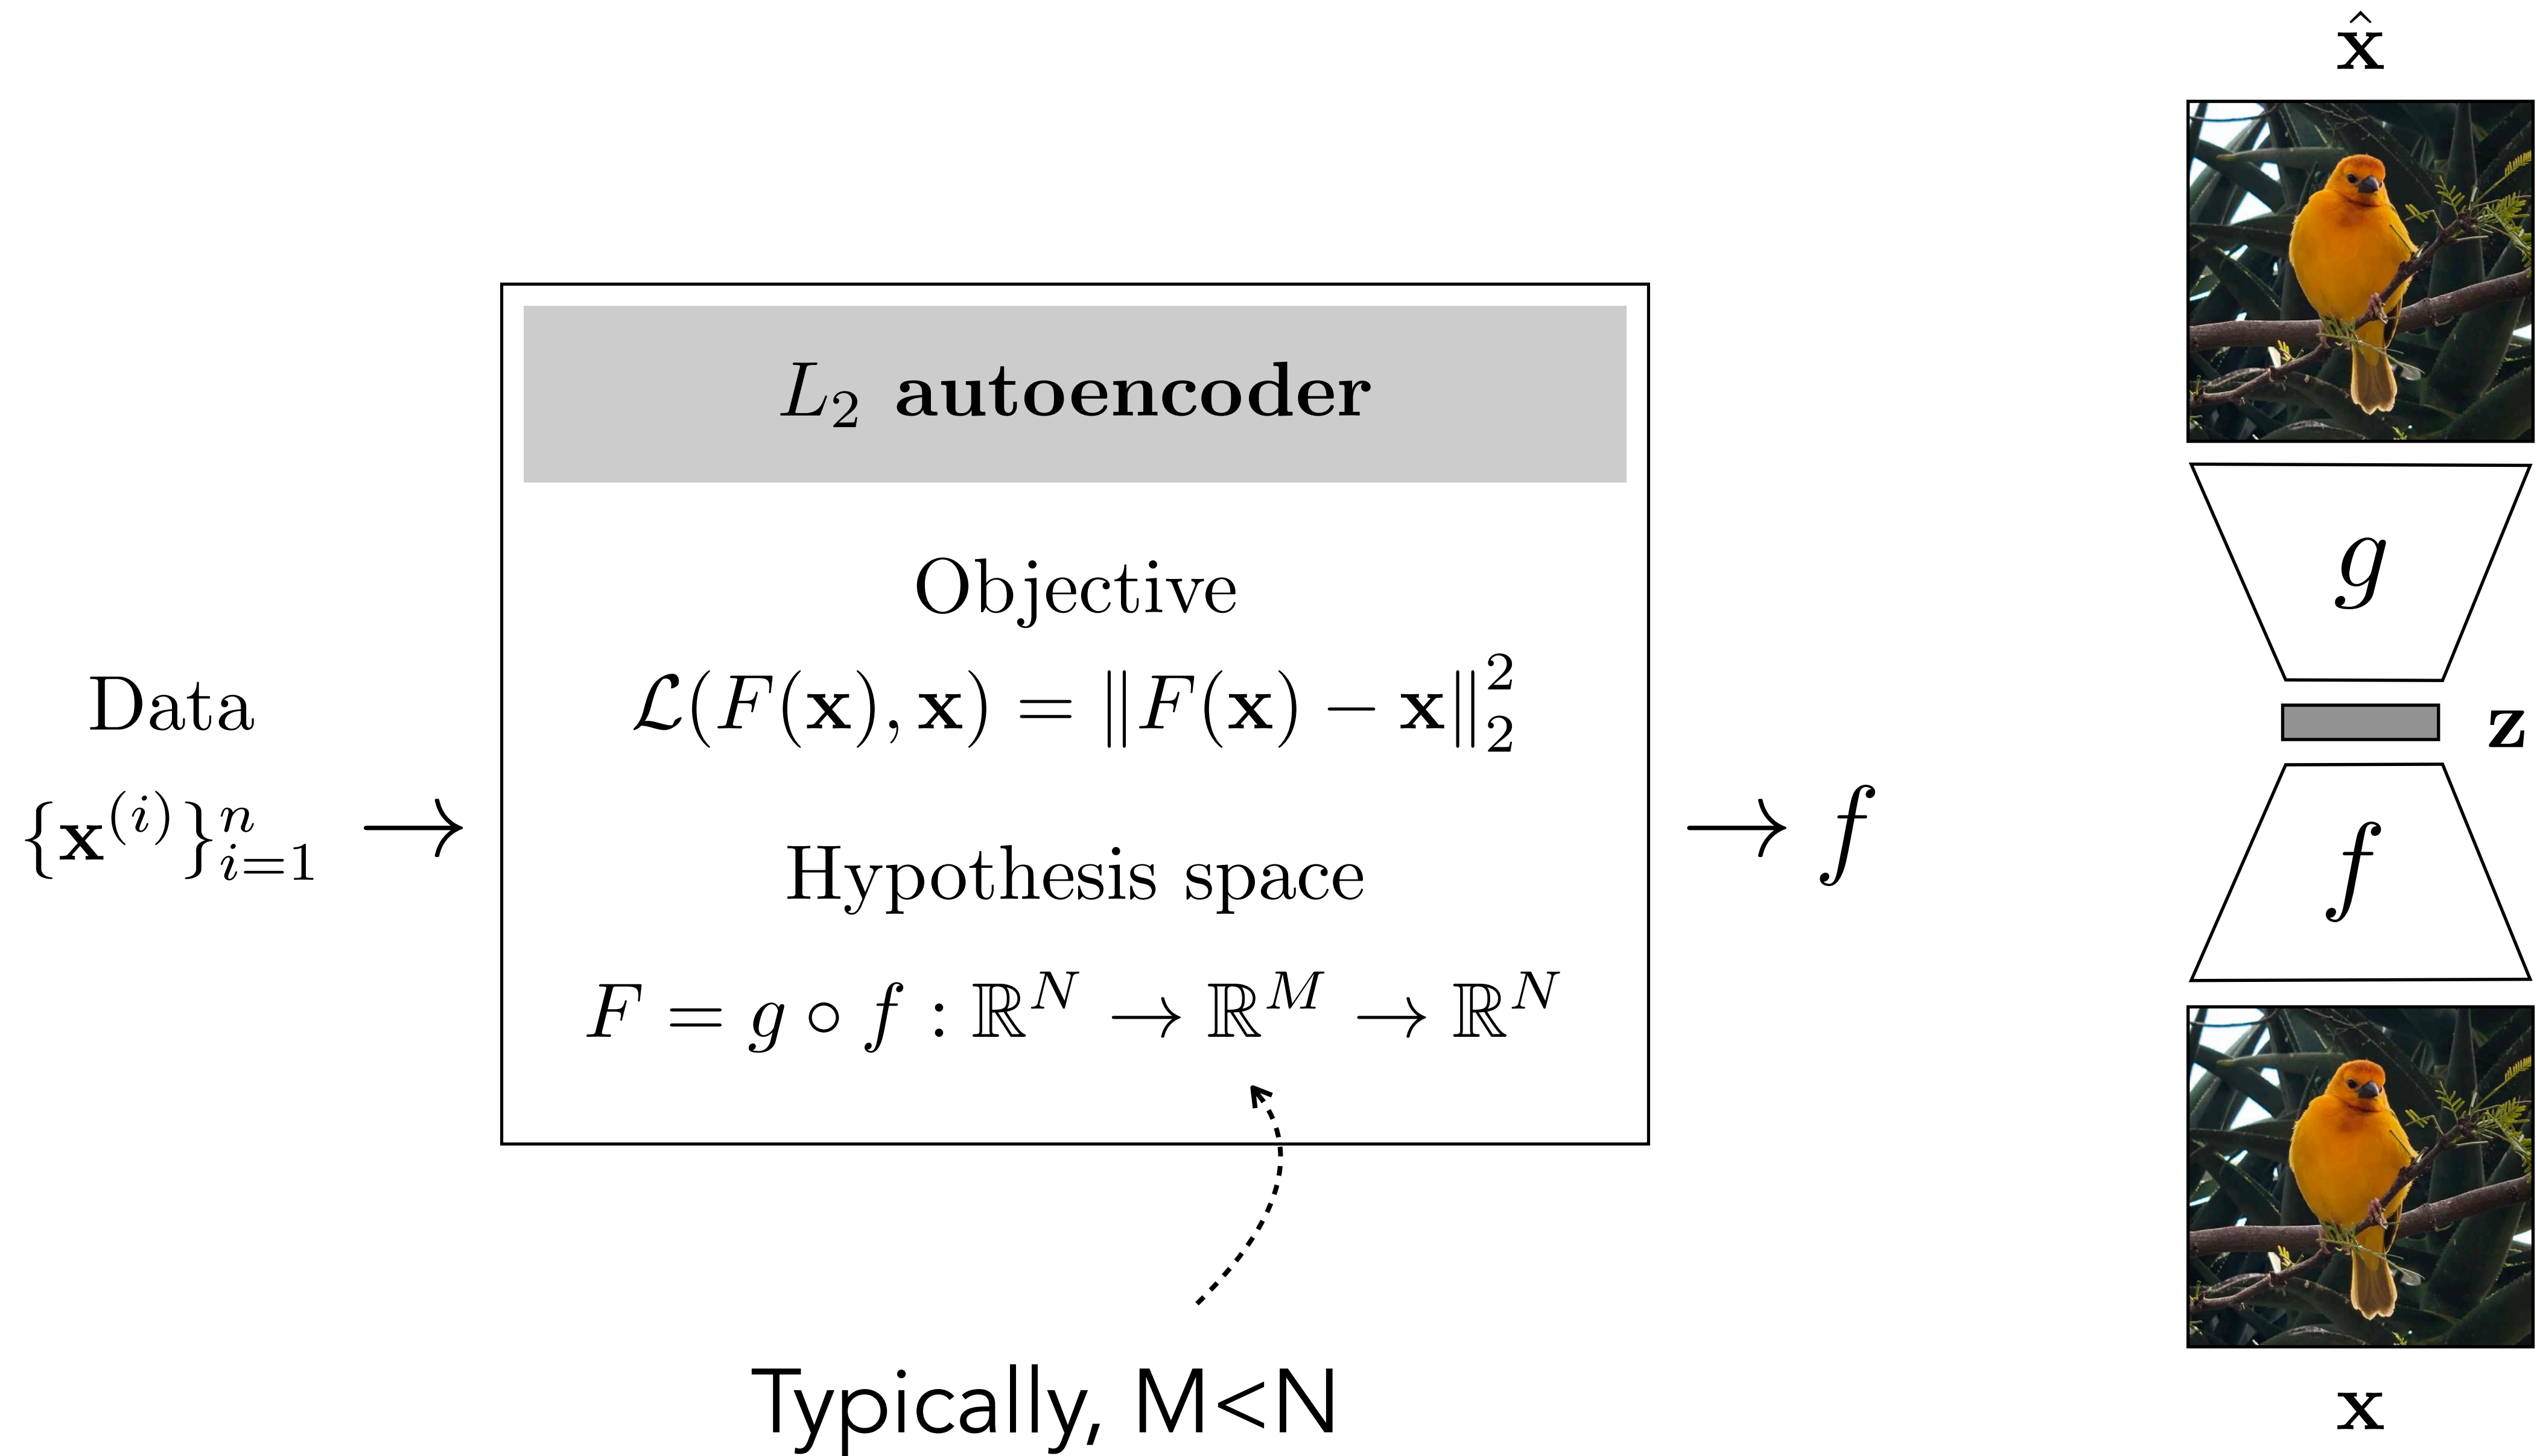 Data
{𝐱⁽ⁱ⁾}ⁿᵢ₌₁ → 
L₂ autoencoder
Objective
ℒ(F(𝐱), 𝐱) = ‖F(𝐱) − 𝐱‖₂²
Hypothesis space
F = g ∘ f : ℝᴺ → ℝᴹ → ℝᴺ
→ f
Typically, M<N
𝐱̂
g
𝐳
f
𝐱